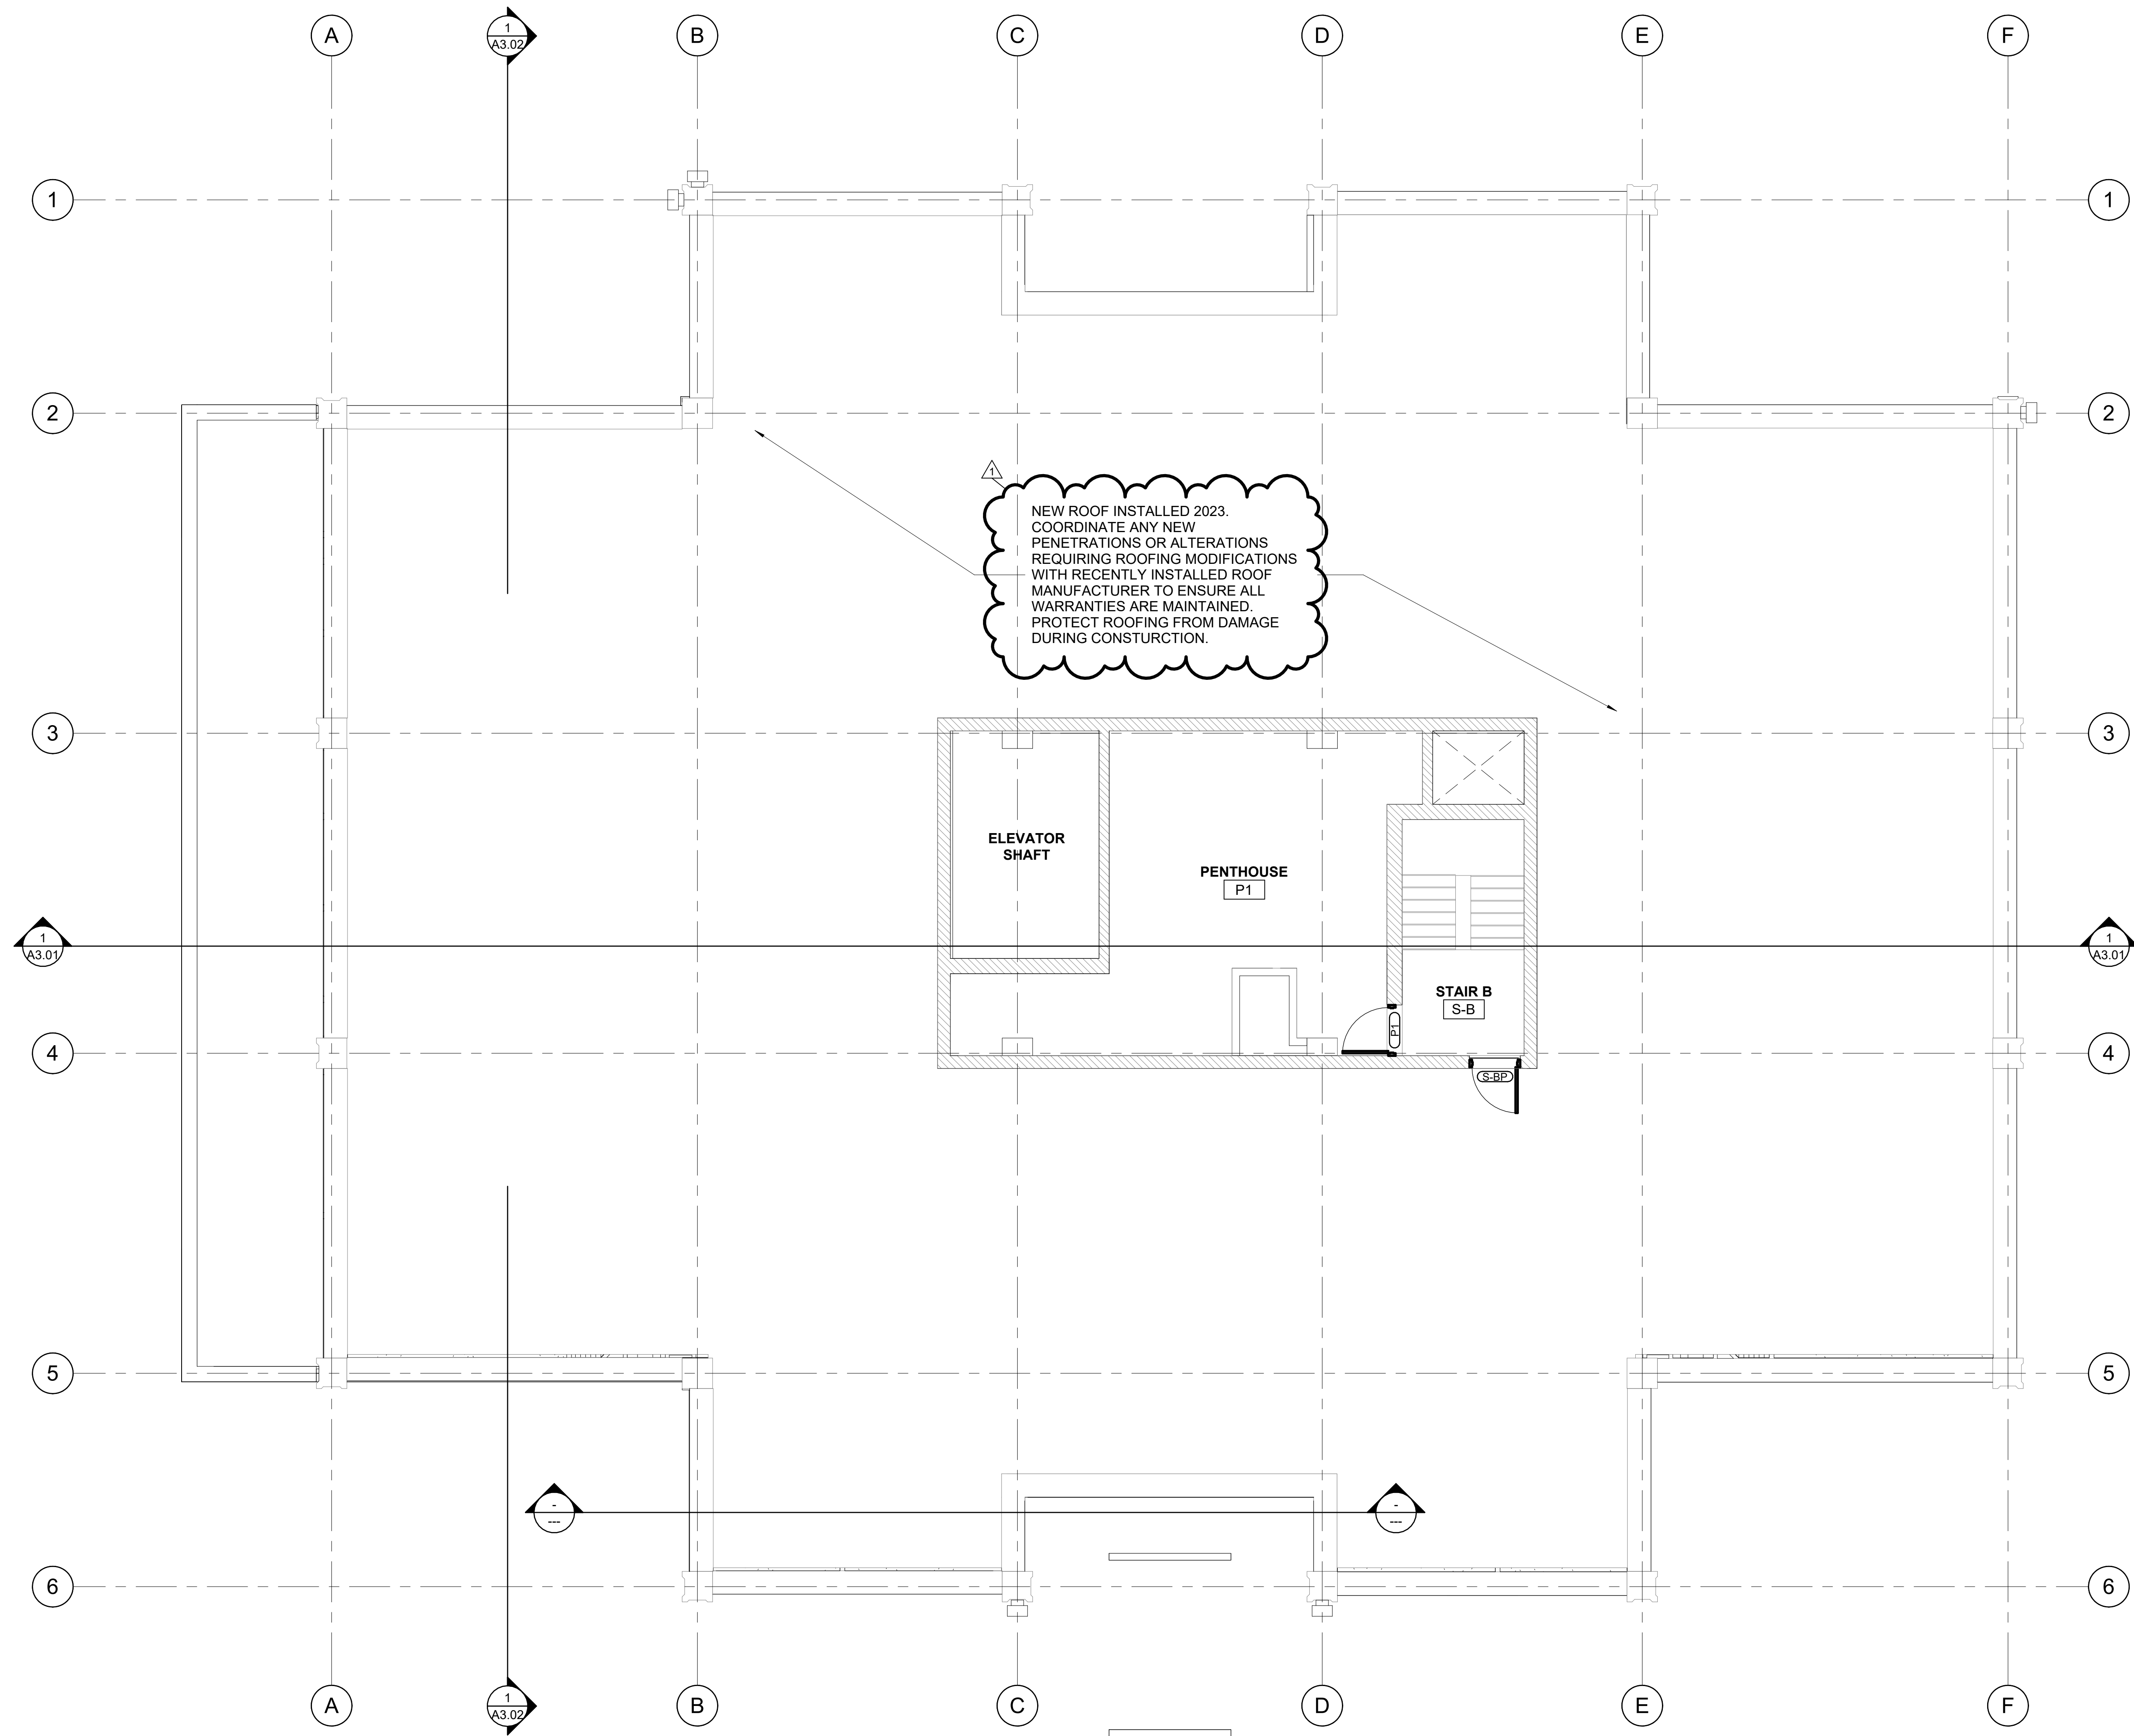 A
1
A3.02
B
C
D
E
F
1
1
2
2
1
NEW ROOF INSTALLED 2023.
COORDINATE ANY NEW
PENETRATIONS OR ALTERATIONS
REQUIRING ROOFING MODIFICATIONS
WITH RECENTLY INSTALLED ROOF
MANUFACTURER TO ENSURE ALL
WARRANTIES ARE MAINTAINED.
PROTECT ROOFING FROM DAMAGE
DURING CONSTURCTION.
3
3
ELEVATOR
SHAFT
PENTHOUSE
P1
1
A3.01
1
A3.01
STAIR B
S-B
P1
4
4
S-BP
5
5
-
---
-
---
6
6
A
1
A3.02
B
C
D
E
F